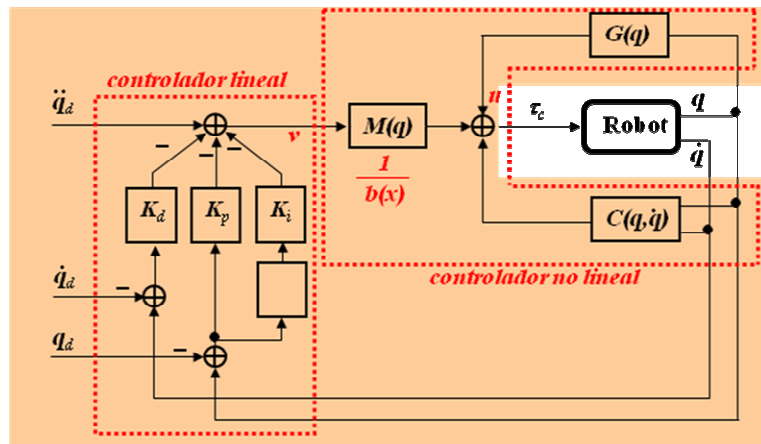 G(q)
controlador lineal
q̈d
u
τc
Robot
q
q̇
v
M(q)
1
b(x)
Kd
Kp
Ki
C(q,q̇)
controlador no lineal
q̇d
qd